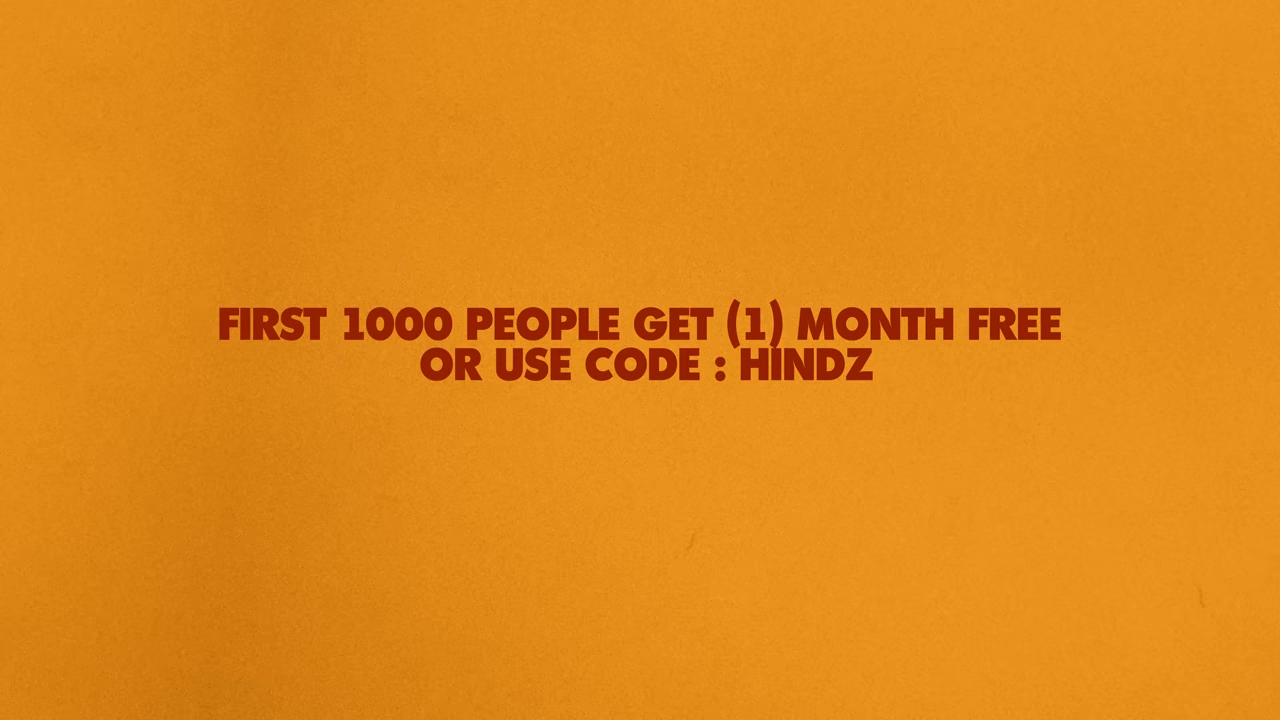 FIRST 1000 PEOPLE GET (1) MONTH FREE
OR USE CODE : HINDZ